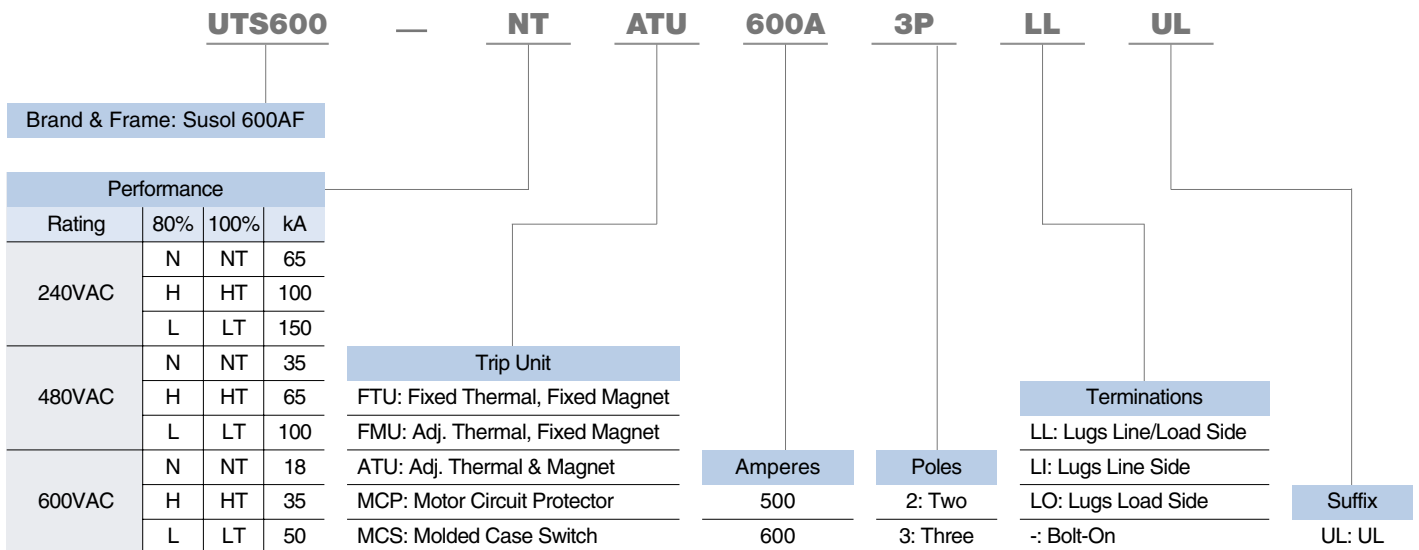 UTS600 — NT ATU 600A 3P LL UL
Brand & Frame: Susol 600AF
Performance
Rating 80% 100% kA
240VAC
N NT 65
H HT 100
L LT 150
480VAC
N NT 35
H HT 65
L LT 100
600VAC
N NT 18
H HT 35
L LT 50
Trip Unit
FTU: Fixed Thermal, Fixed Magnet
FMU: Adj. Thermal, Fixed Magnet
ATU: Adj. Thermal & Magnet
MCP: Motor Circuit Protector
MCS: Molded Case Switch
Amperes
500
600
Poles
2: Two
3: Three
Terminations
LL: Lugs Line/Load Side
LI: Lugs Line Side
LO: Lugs Load Side
-: Bolt-On
Suffix
UL: UL